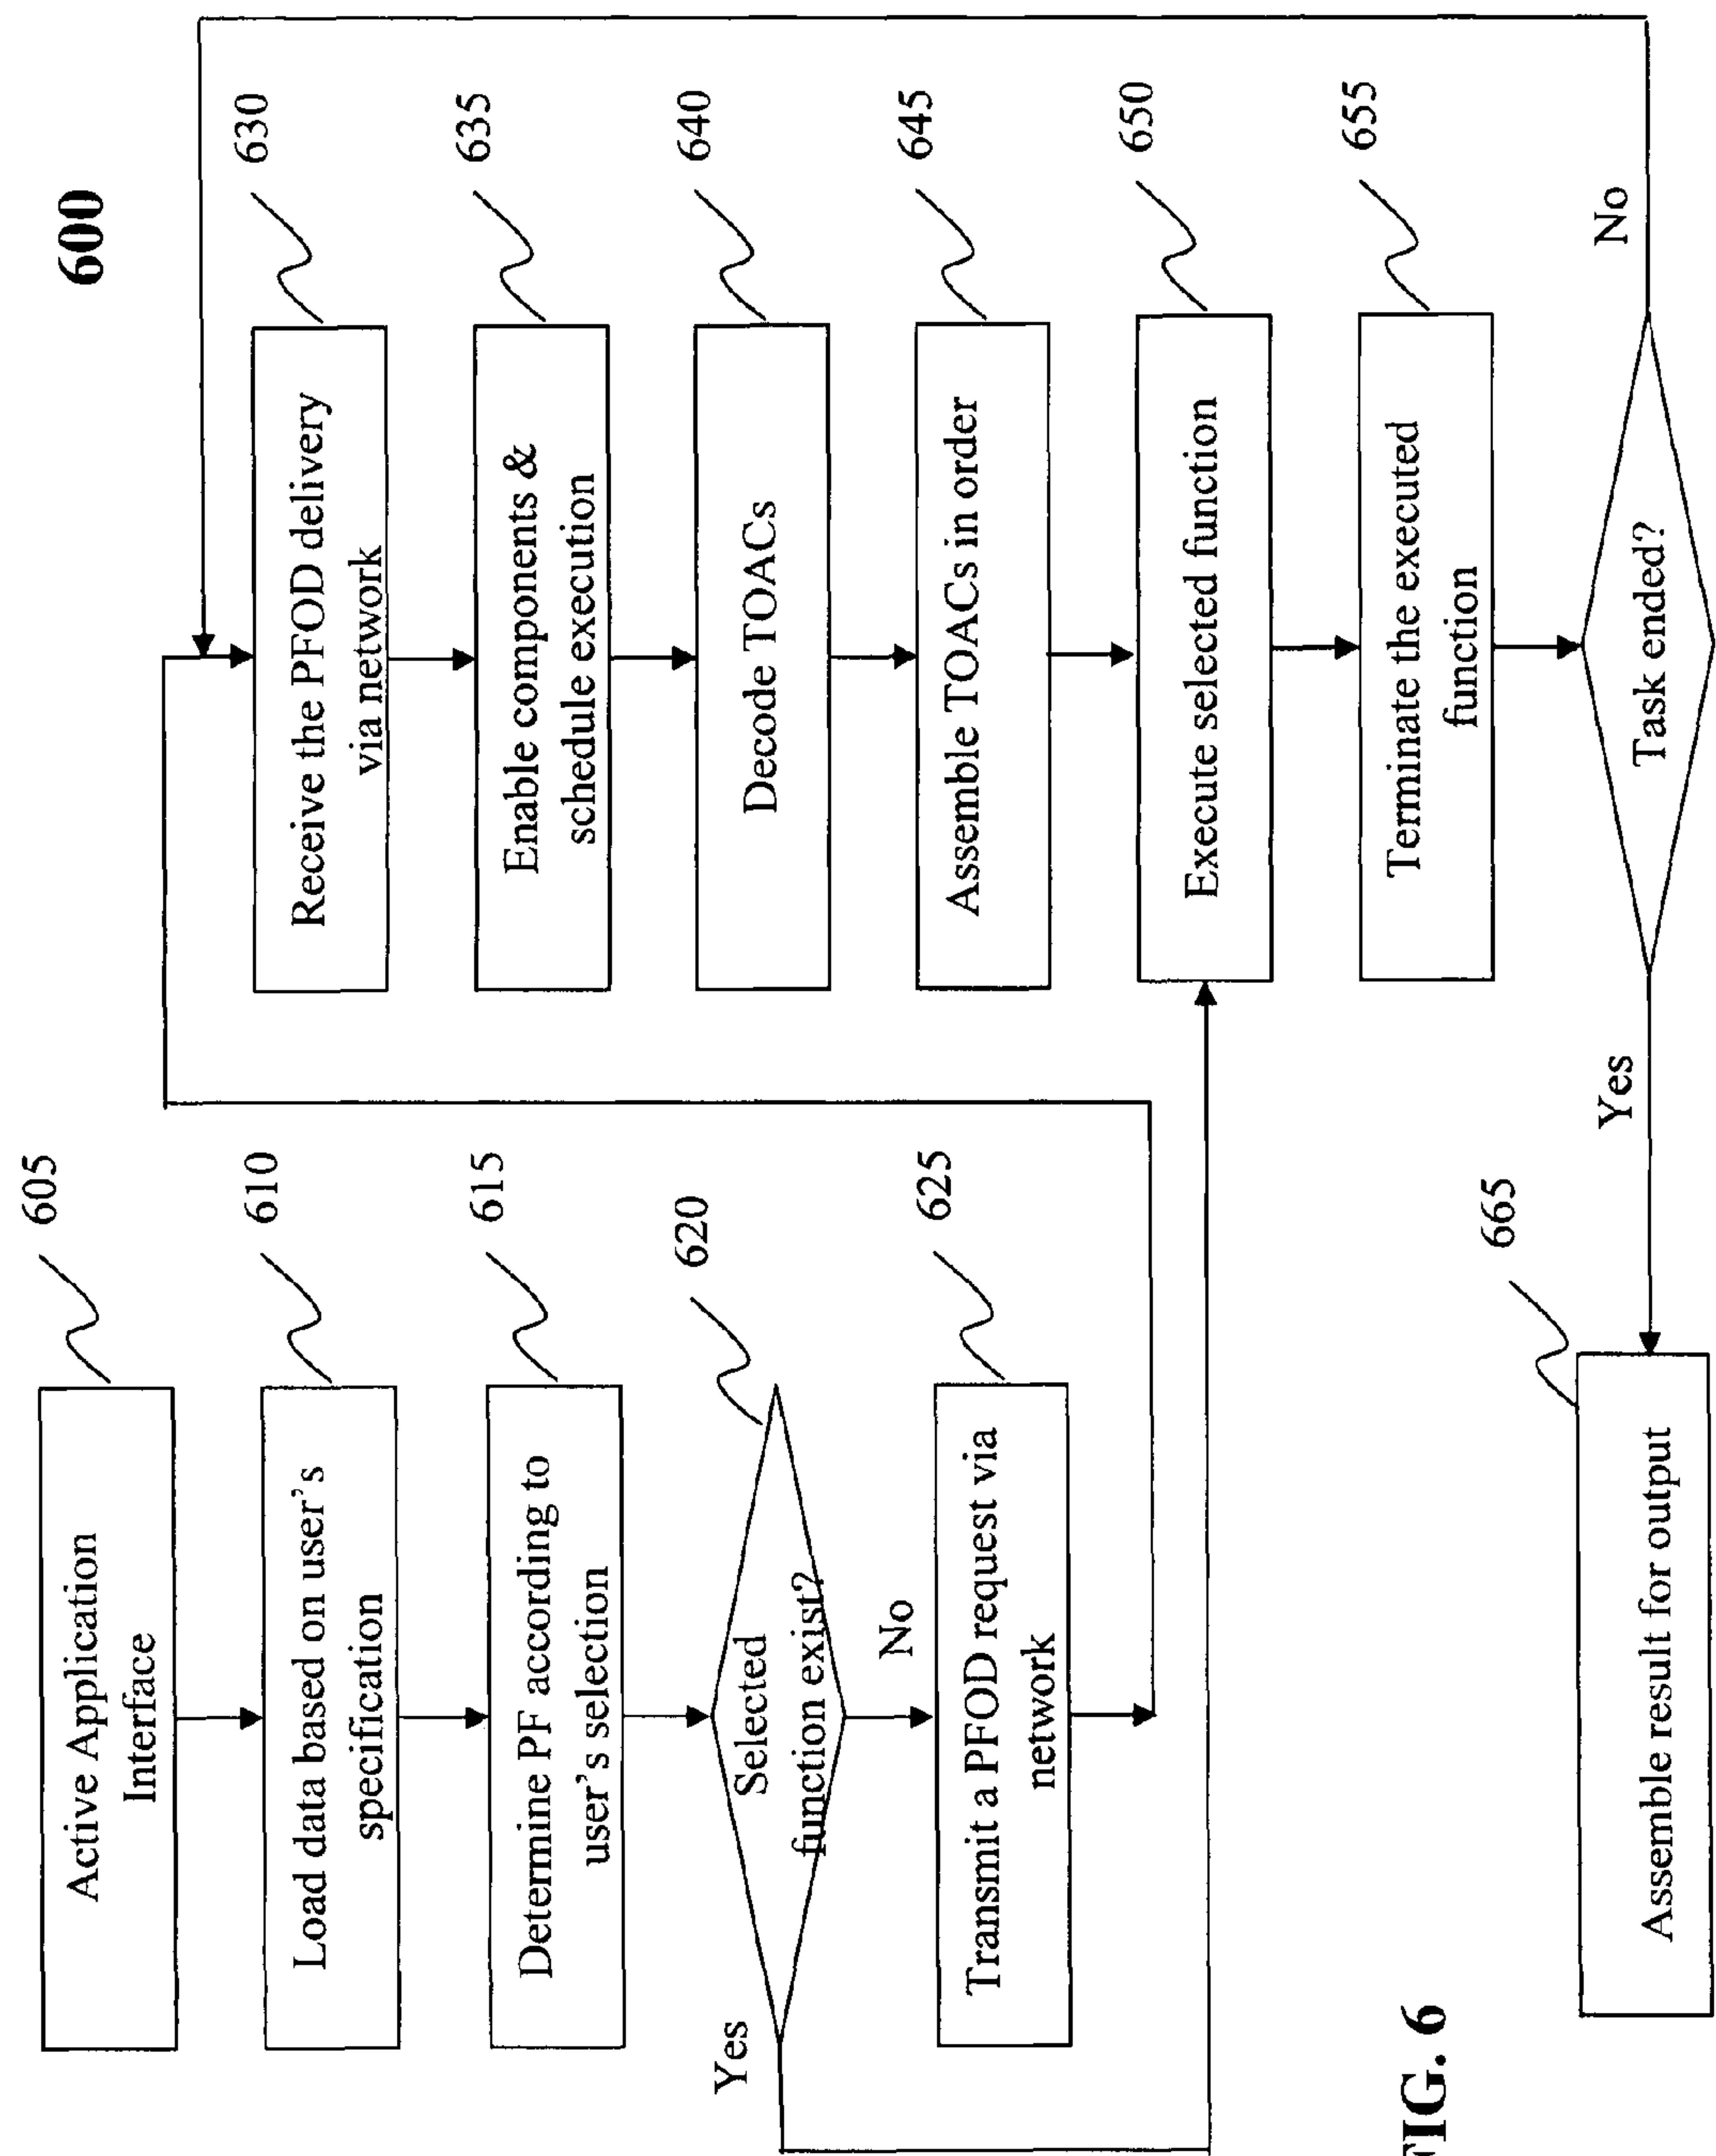 600
605
Active Application
Interface
610
Load data based on user's
specification
615
Determine PF according to
user's selection
620
Selected
function exist?
Yes
No
625
Transmit a PFOD request via
network
630
Receive the PFOD delivery
via network
635
Enable components &
schedule execution
640
Decode TOACs
645
Assemble TOACs in order
650
Execute selected function
655
Terminate the executed
function
Task ended?
No
Yes
665
Assemble result for output
FIG. 6